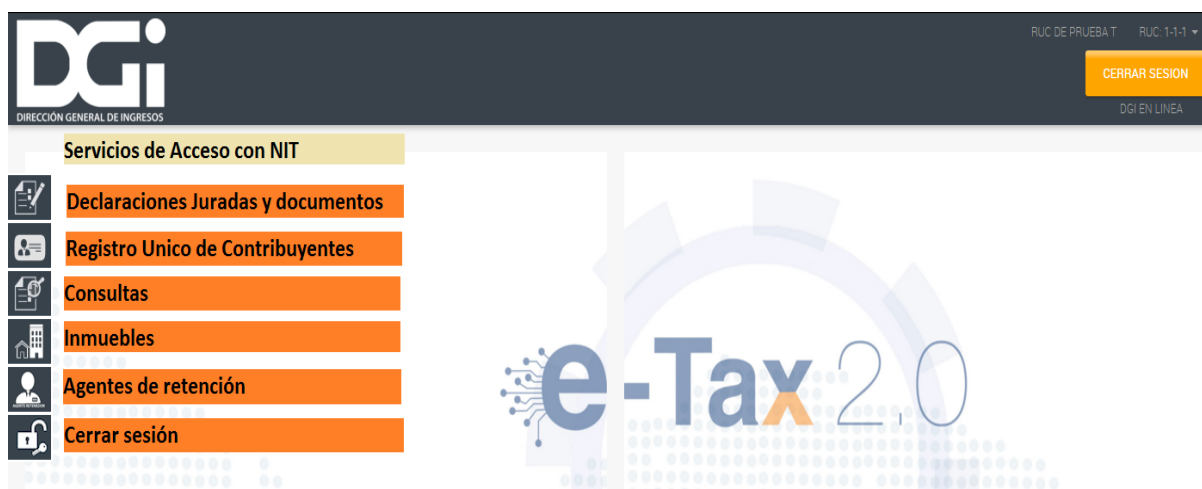 DGi
DIRECCIÓN GENERAL DE INGRESOS
RUC DE PRUEBA T RUC: 1-1-1
CERRAR SESION
DGI EN LINEA
Servicios de Acceso con NIT
Declaraciones Juradas y documentos
Registro Unico de Contribuyentes
Consultas
Inmuebles
Agentes de retención
Cerrar sesión
e-Tax 2.0